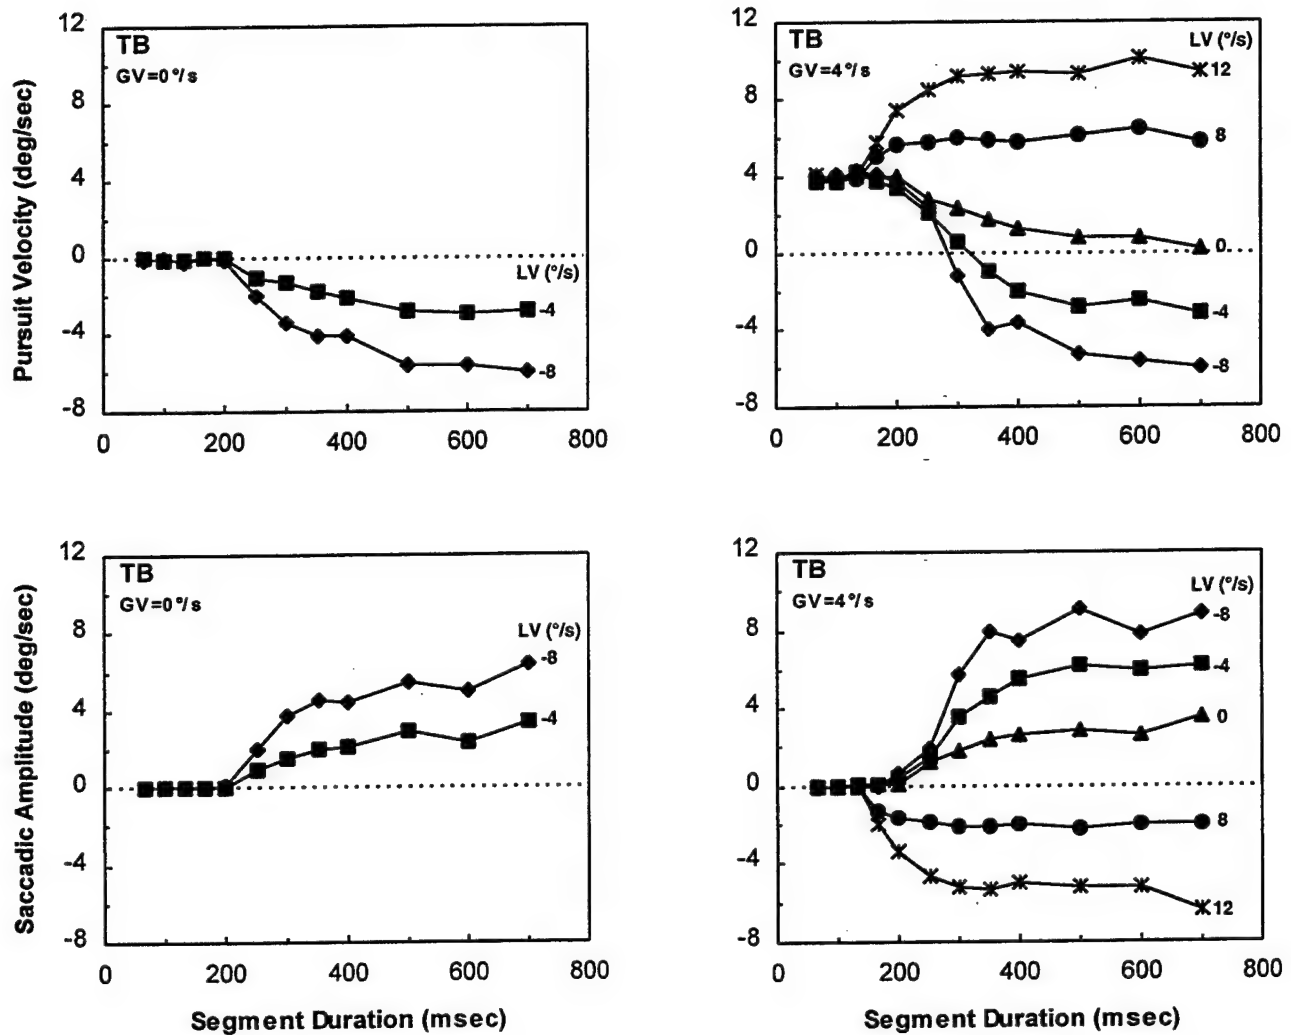 Pursuit Velocity (deg/sec)
12
8
4
0
-4
-8
TB
GV=0°/s
LV (°/s)
-4
-8
0 200 400 600 800
12
8
4
0
-4
-8
TB
GV=4°/s
LV (°/s)
12
8
0
-4
-8
0 200 400 600 800
Saccadic Amplitude (deg/sec)
12
8
4
0
-4
-8
TB
GV=0°/s
LV (°/s)
-8
-4
0 200 400 600 800
Segment Duration (msec)
12
8
4
0
-4
-8
TB
GV=4°/s
LV (°/s)
-8
-4
0
8
12
0 200 400 600 800
Segment Duration (msec)